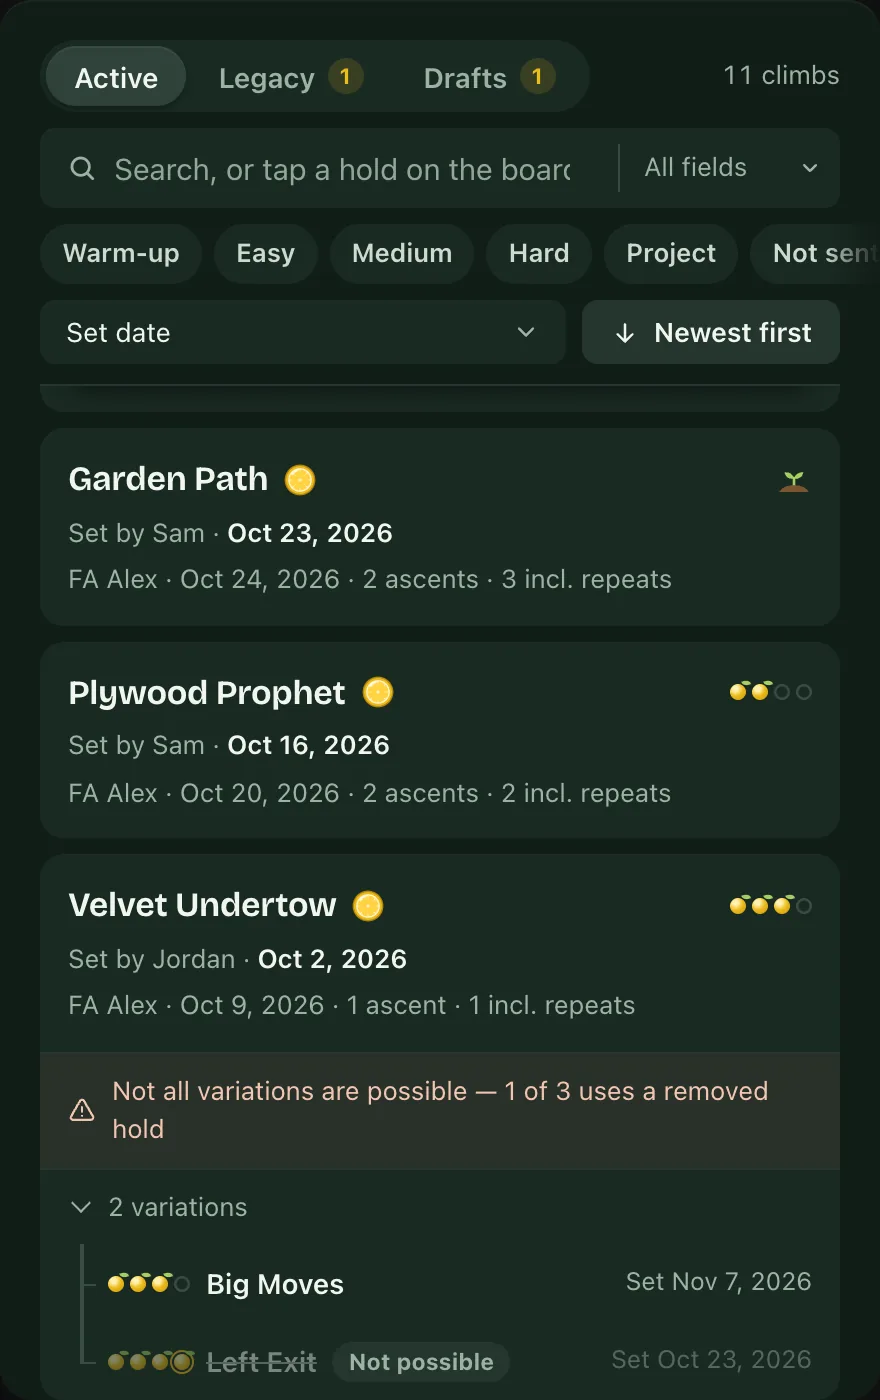 Active Legacy 1 Drafts 1 11 climbs
Search, or tap a hold on the board All fields
Warm-up Easy Medium Hard Project Not sent
Set date Newest first
Garden Path
Set by Sam · Oct 23, 2026
FA Alex · Oct 24, 2026 · 2 ascents · 3 incl. repeats
Plywood Prophet
Set by Sam · Oct 16, 2026
FA Alex · Oct 20, 2026 · 2 ascents · 2 incl. repeats
Velvet Undertow
Set by Jordan · Oct 2, 2026
FA Alex · Oct 9, 2026 · 1 ascent · 1 incl. repeats
Not all variations are possible — 1 of 3 uses a removed
hold
2 variations
Big Moves Set Nov 7, 2026
Left Exit Not possible Set Oct 23, 2026